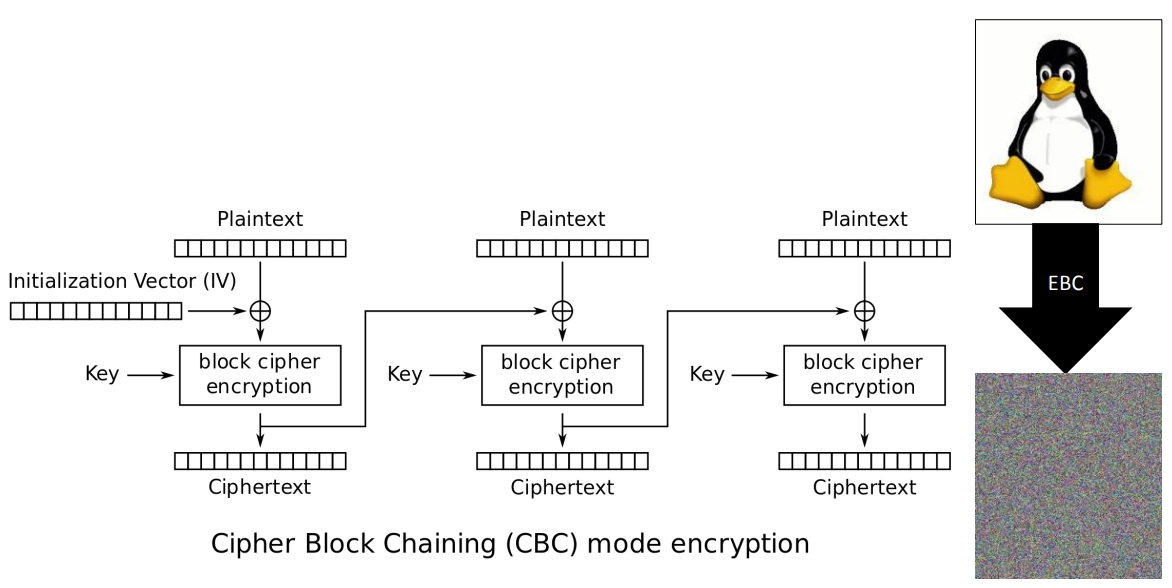 Plaintext
Plaintext
Plaintext
Initialization Vector (IV)
EBC
Key
block cipher
encryption
Key
block cipher
encryption
Key
block cipher
encryption
Ciphertext
Ciphertext
Ciphertext
Cipher Block Chaining (CBC) mode encryption